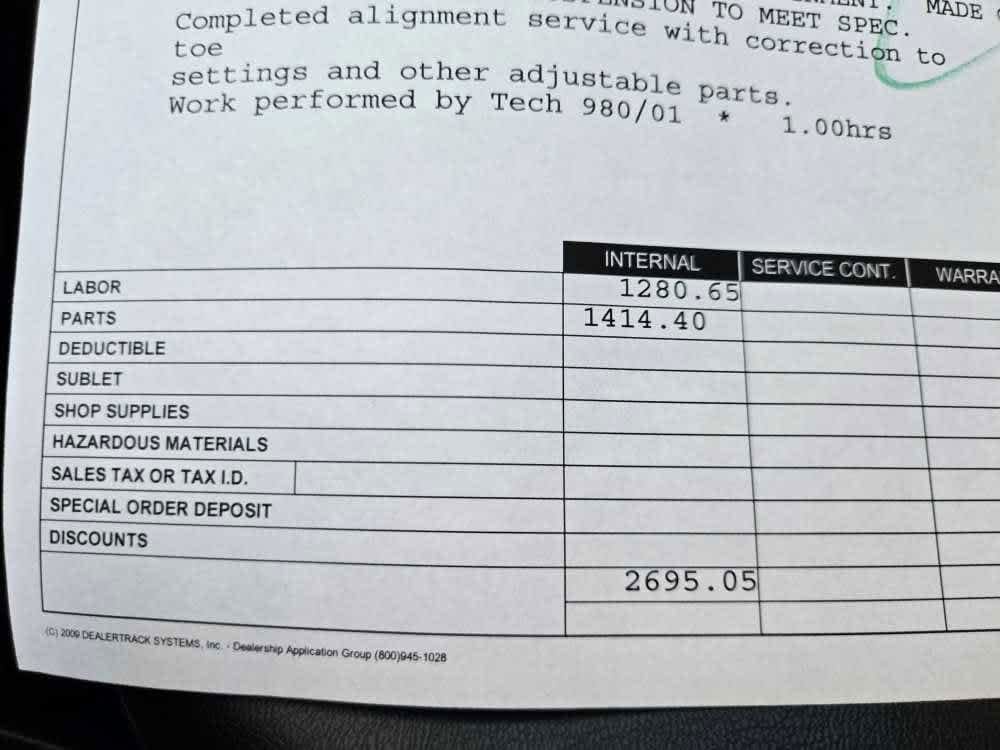 TO MEET SPEC. MADE
Completed alignment service with correction to
toe
settings and other adjustable parts.
Work performed by Tech 980/01 * 1.00hrs
INTERNAL SERVICE CONT.
LABOR 1280.65
PARTS 1414.40
DEDUCTIBLE
SUBLET
SHOP SUPPLIES
HAZARDOUS MATERIALS
SALES TAX OR TAX I.D.
SPECIAL ORDER DEPOSIT
DISCOUNTS
2695.05
(C) 2009 DEALERTRACK SYSTEMS, Inc. - Dealership Application Group (800)945-1028